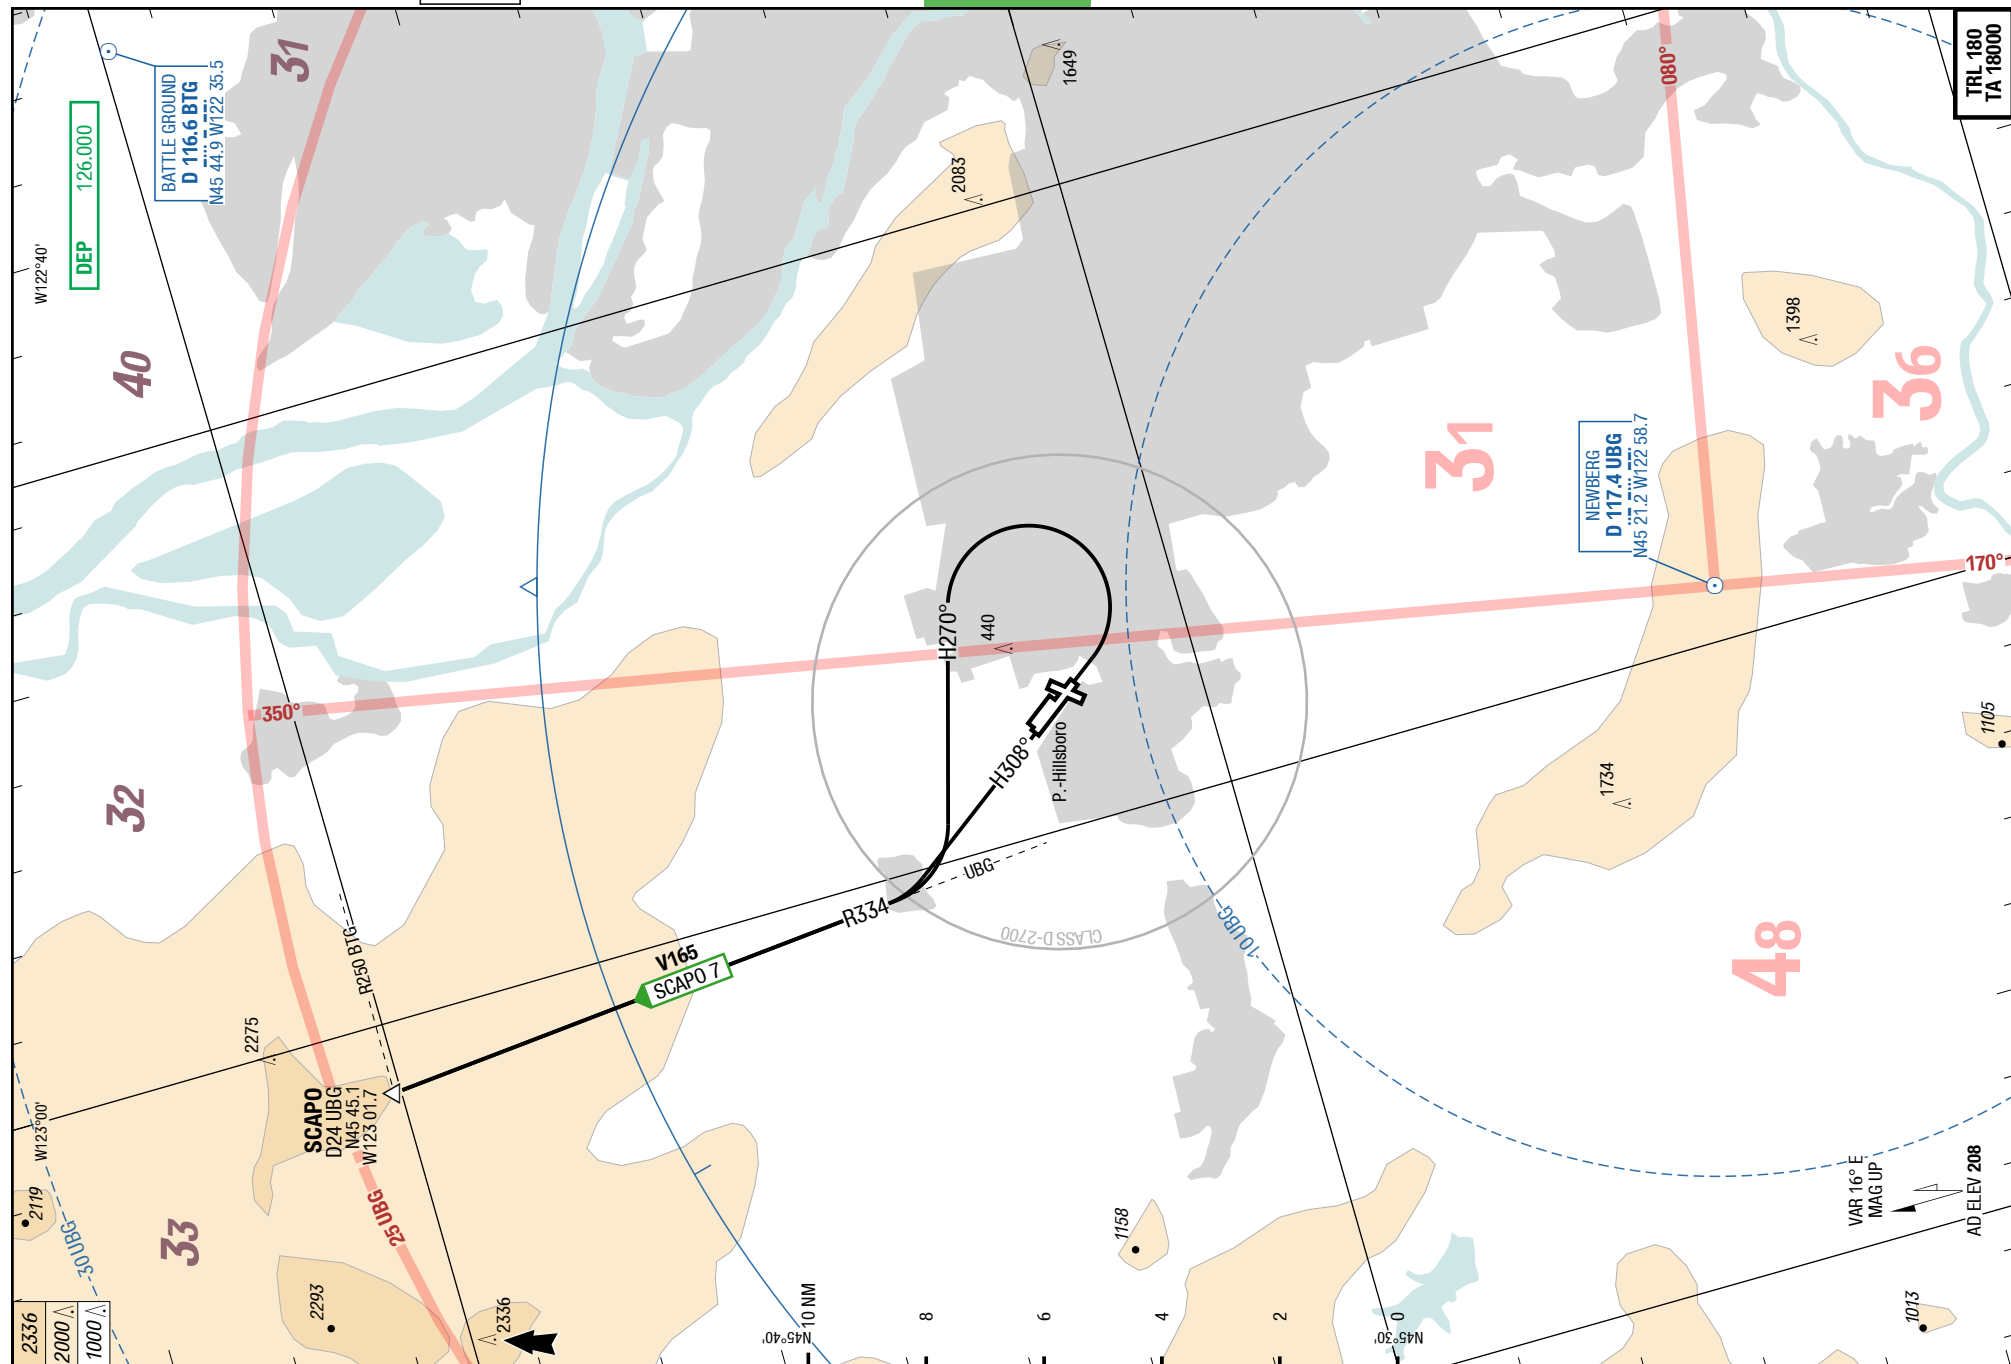 TRL 180
TA 18000
DEP 126.000
W122°40'
BATTLE GROUND
D 116.6 BTG
N45 44.9 W122 35.5
31
40
32
33
31
36
48
1649
2083
1398
440
1734
1105
1158
1013
2275
2119
2293
2336
080°
170°
350°
NEWBERG
D 117.4 UBG
N45 21.2 W122 58.7
H270°
H308°
P.-Hillsboro
CLASS D-2700
UBG
R334
V165
SCAPO 7
R250 BTG
SCAPO
D24 UBG
N45 45.1
W123 01.7
W123°00'
25 UBG
30 UBG
10 UBG
2336
2000
1000
10 NM
8
6
4
2
0
N45°40'
N45°30'
VAR 16° E
MAG UP
AD ELEV 208